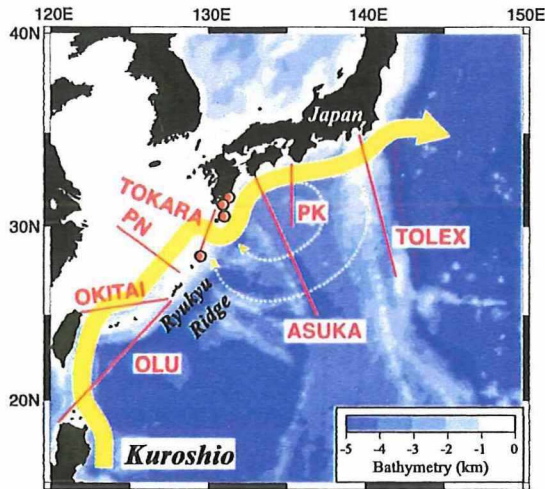 120E 130E 140E 150E
40N
Japan
TOKARA
PN
30N
PK
TOLEX
OKITAI
Ryukyu
Ridge
ASUKA
OLU
20N
Kuroshio
-5 -4 -3 -2 -1 0
Bathymetry (km)